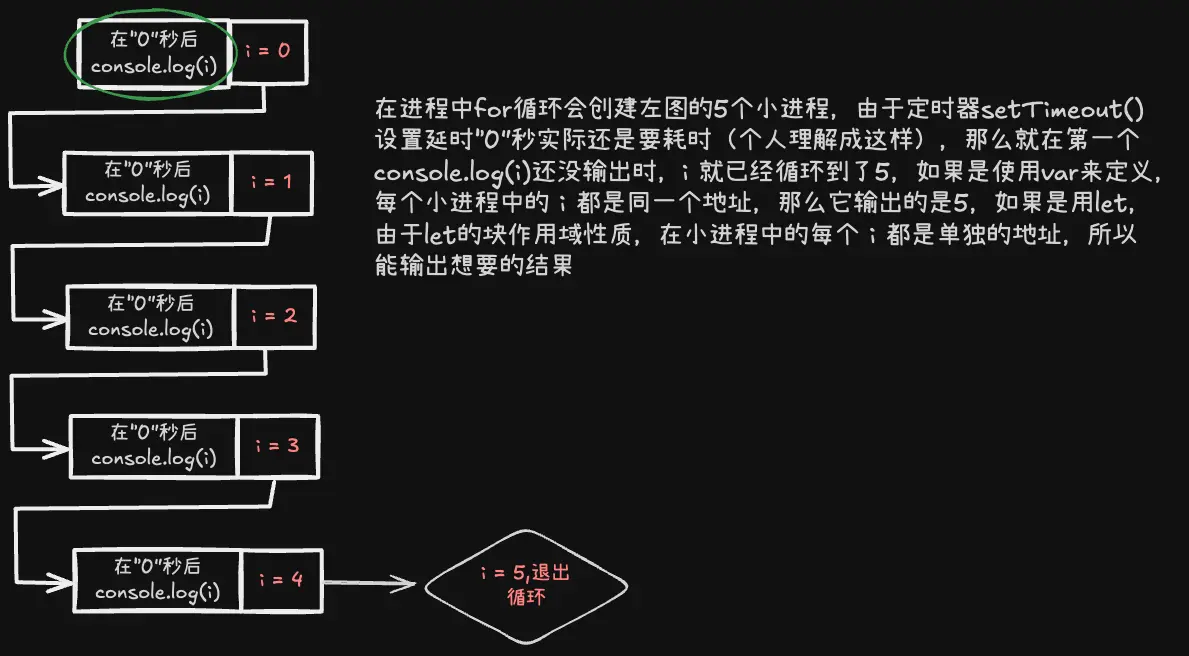 在"0"秒后
console.log(i)
i = 0
在进程中for循环会创建左图的5个小进程，由于定时器setTimeout()
设置延时"0"秒实际还是要耗时（个人理解成这样），那么就在第一个
console.log(i)还没输出时，i 就已经循环到了5，如果是使用var来定义，
每个小进程中的 i 都是同一个地址，那么它输出的是5，如果是用let，
由于let的块作用域性质，在小进程中的每个 i 都是单独的地址，所以
能输出想要的结果
在"0"秒后
console.log(i)
i = 1
在"0"秒后
console.log(i)
i = 2
在"0"秒后
console.log(i)
i = 3
在"0"秒后
console.log(i)
i = 4
i = 5,退出
循环